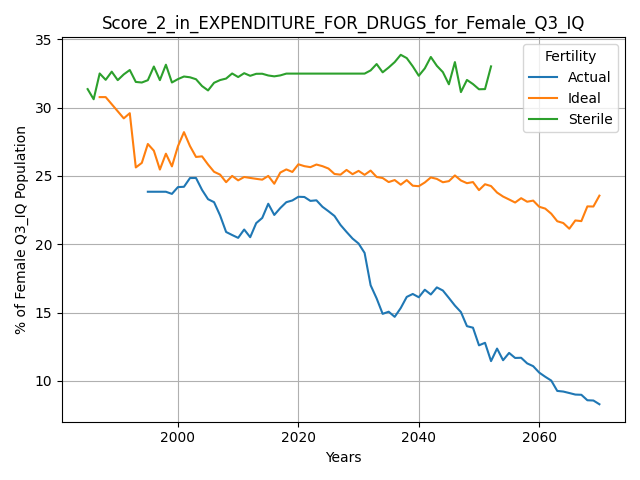 Score_2_in_EXPENDITURE_FOR_DRUGS_for_Female_Q3_IQ
% of Female Q3_IQ Population
35
30
25
20
15
10
Fertility
Actual
Ideal
Sterile
2000
2020
2040
2060
Years